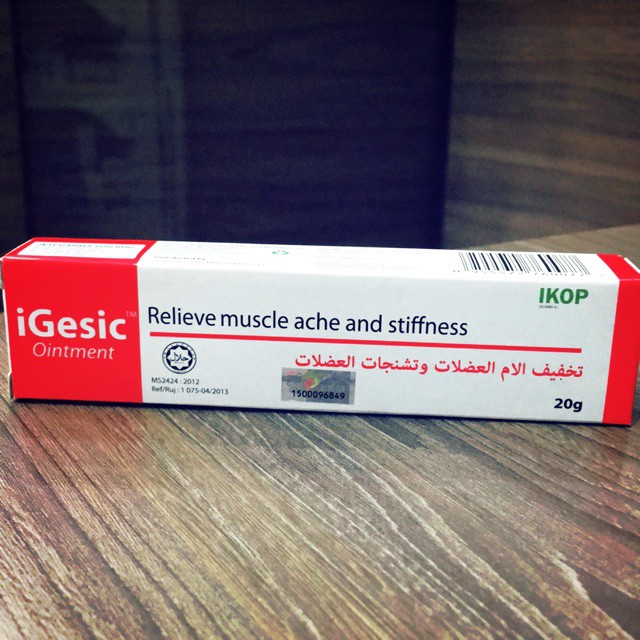 iGesic™
Ointment
Relieve muscle ache and stiffness
IKOP
تخفيف الام العضلات وتشنجات العضلات
حلال
MS2424 : 2012
Ref/Ruj : 1 075-04/2013
1500096849
20g